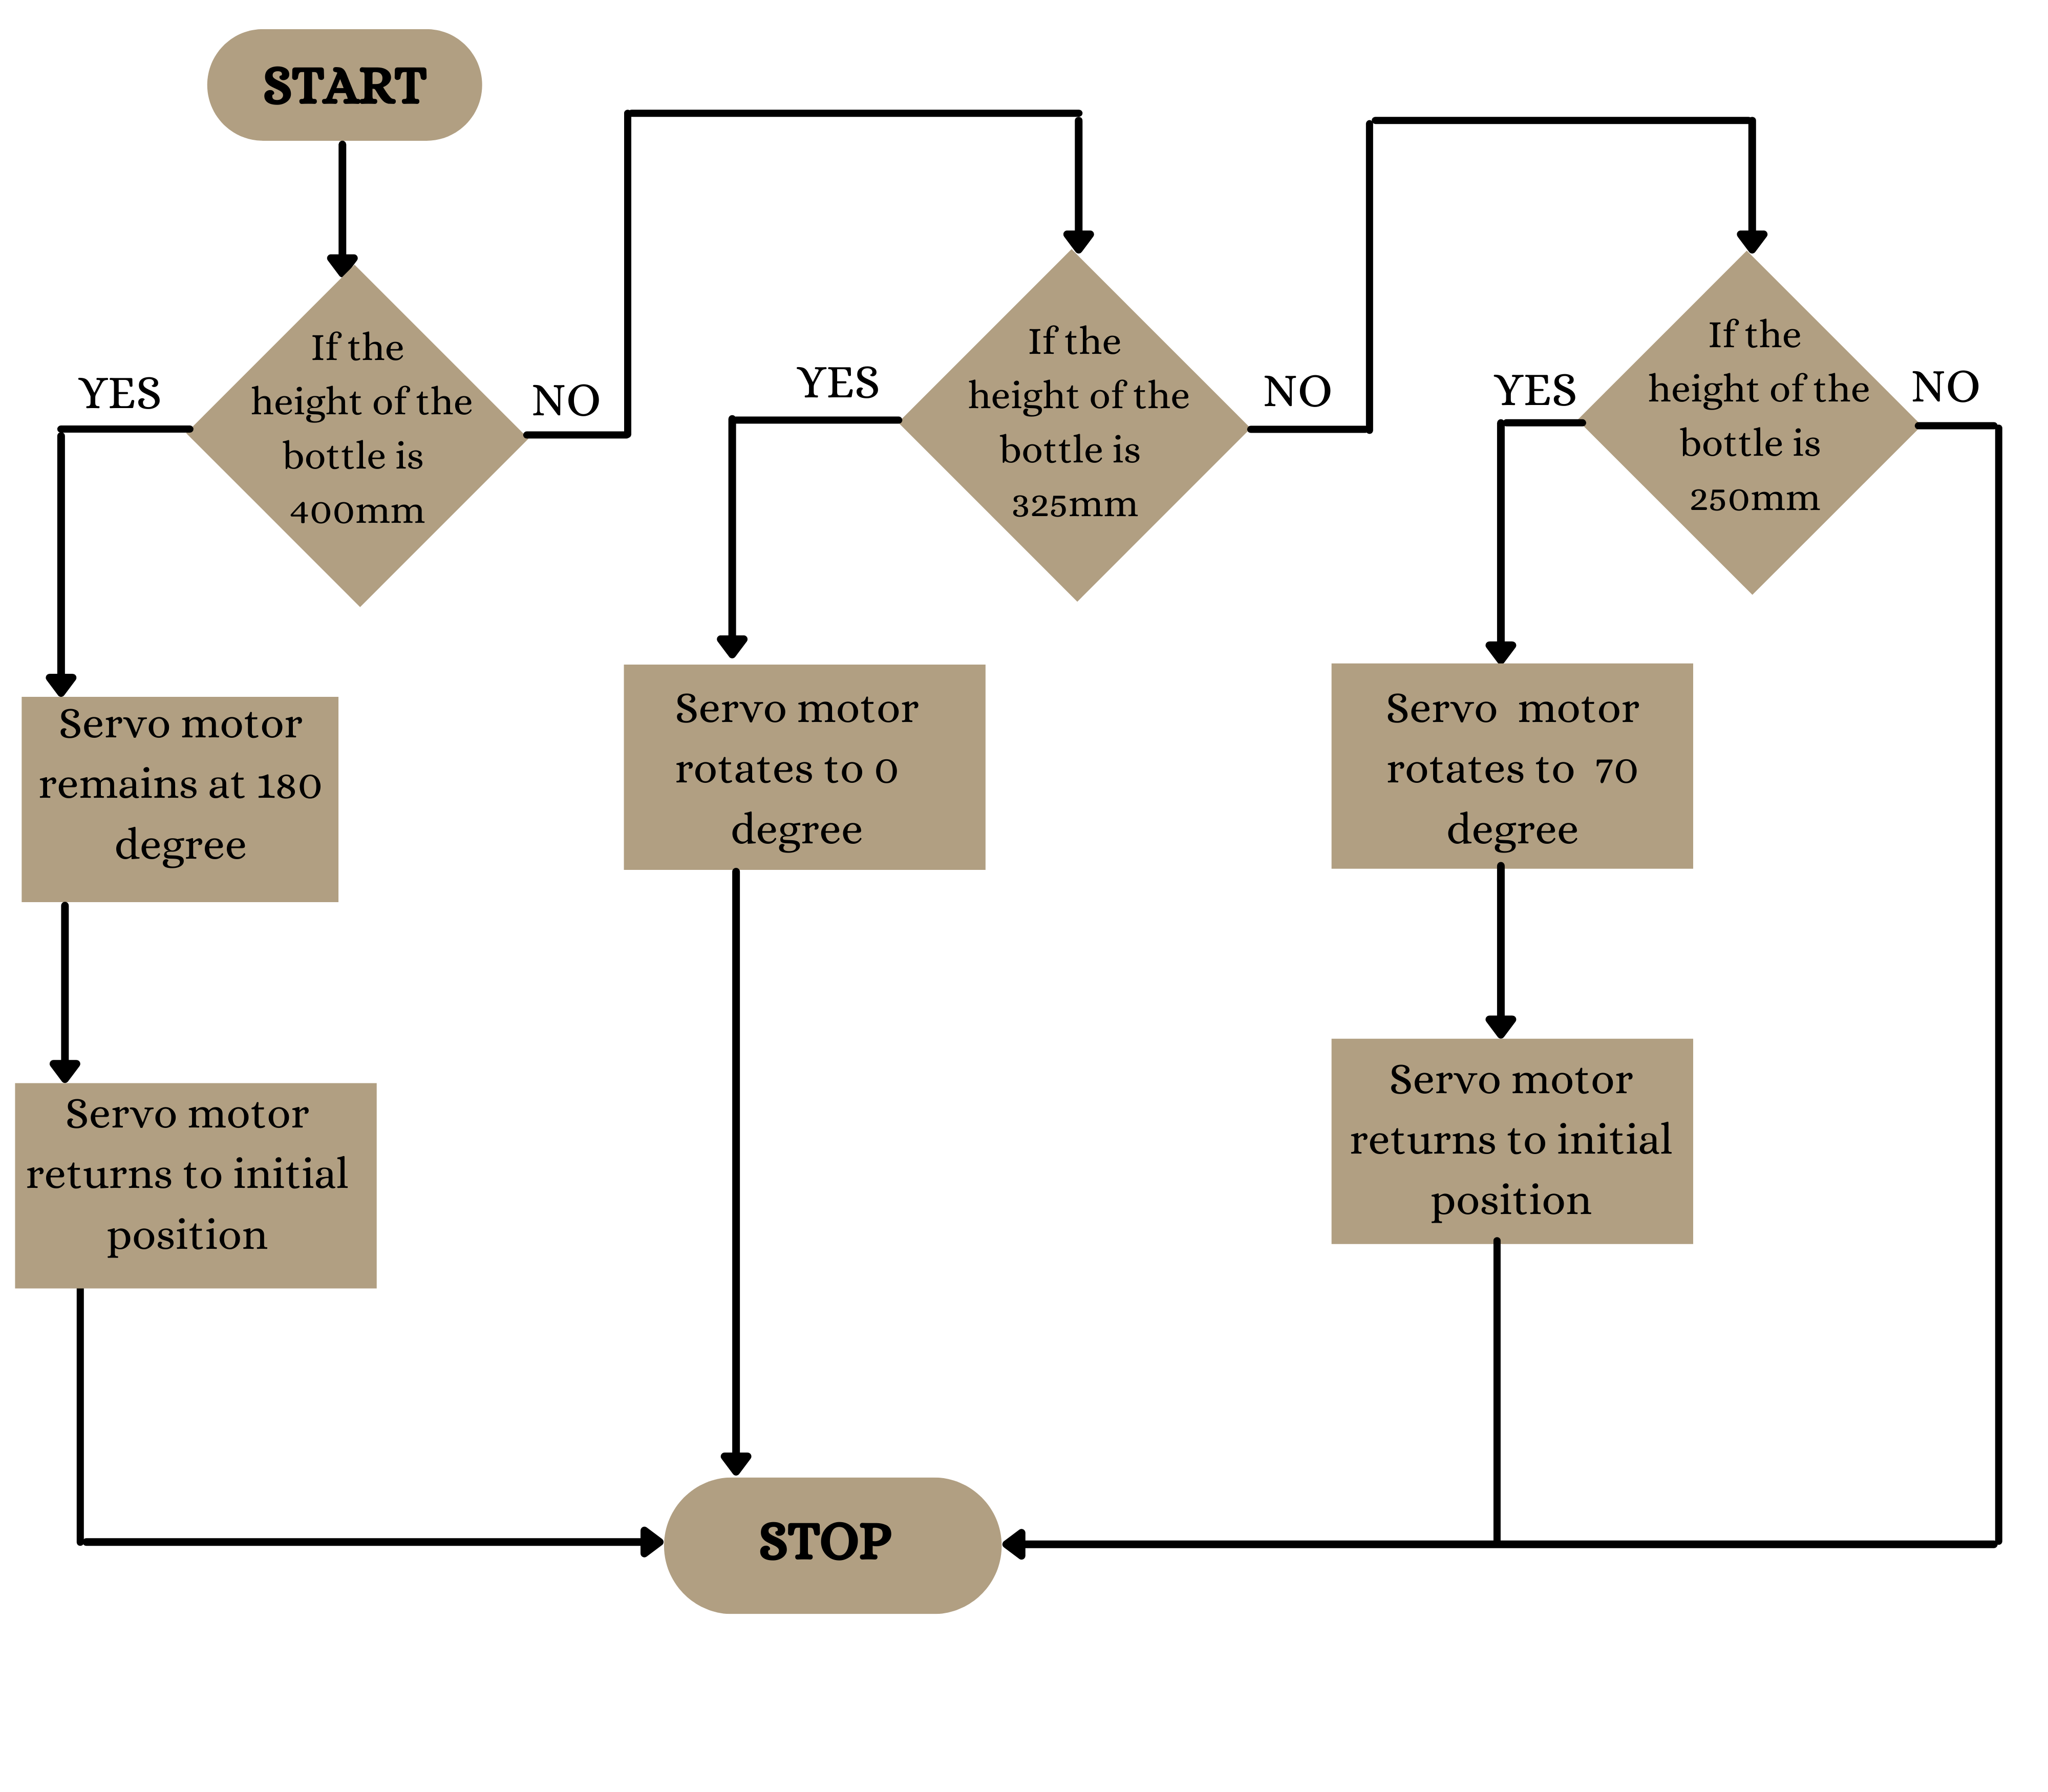 START
If the
height of the
bottle is
400mm
YES
NO
If the
height of the
bottle is
325mm
YES
NO
If the
height of the
bottle is
250mm
YES
NO
Servo motor
remains at 180
degree
Servo motor
rotates to 0
degree
Servo  motor
rotates to  70
degree
Servo motor
returns to initial
position
Servo motor
returns to initial
position
STOP